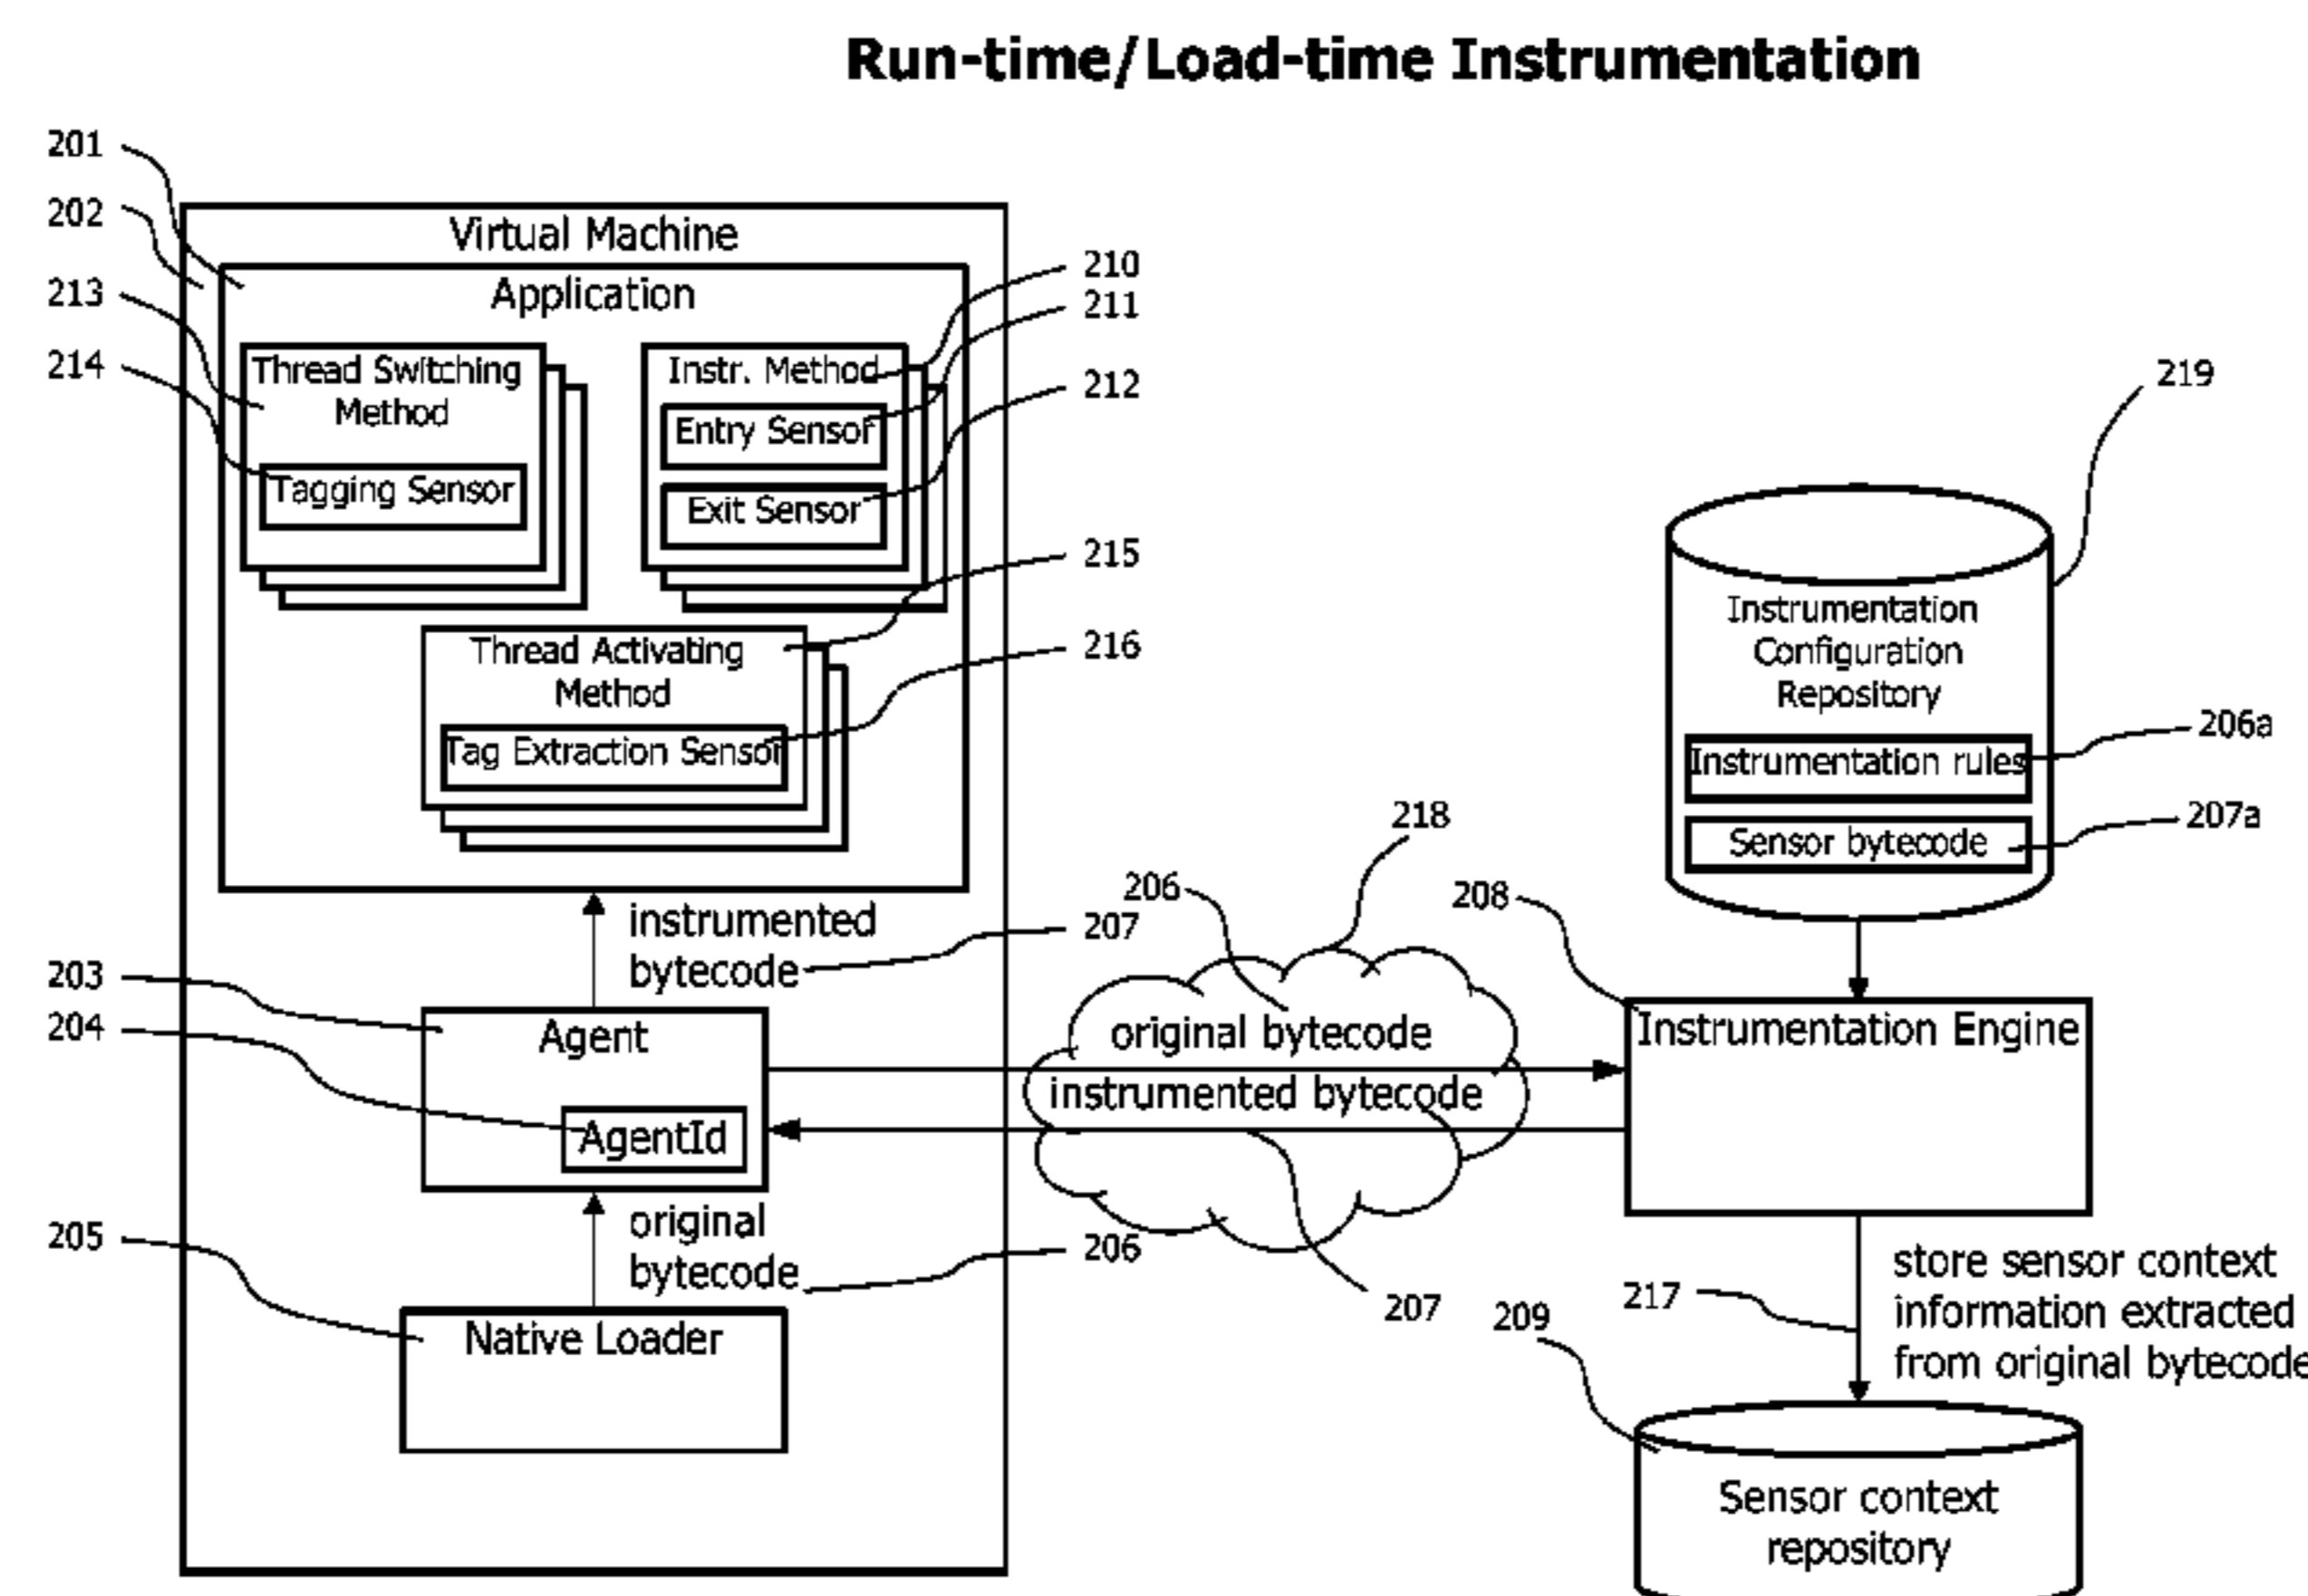 Run-time/Load-time Instrumentation
201
202
213
214
Virtual Machine
Application
Thread Switching
Method
Tagging Sensor
Instr. Method
Entry Sensor
Exit Sensor
210
211
212
Thread Activating
Method
Tag Extraction Sensor
215
216
219
Instrumentation
Configuration
Repository
Instrumentation rules
Sensor bytecode
206a
207a
instrumented
bytecode
207
203
204
Agent
AgentId
218
206
original bytecode
instrumented bytecode
207
208
Instrumentation Engine
original
bytecode
206
205
Native Loader
217
store sensor context
information extracted
from original bytecode
209
Sensor context
repository